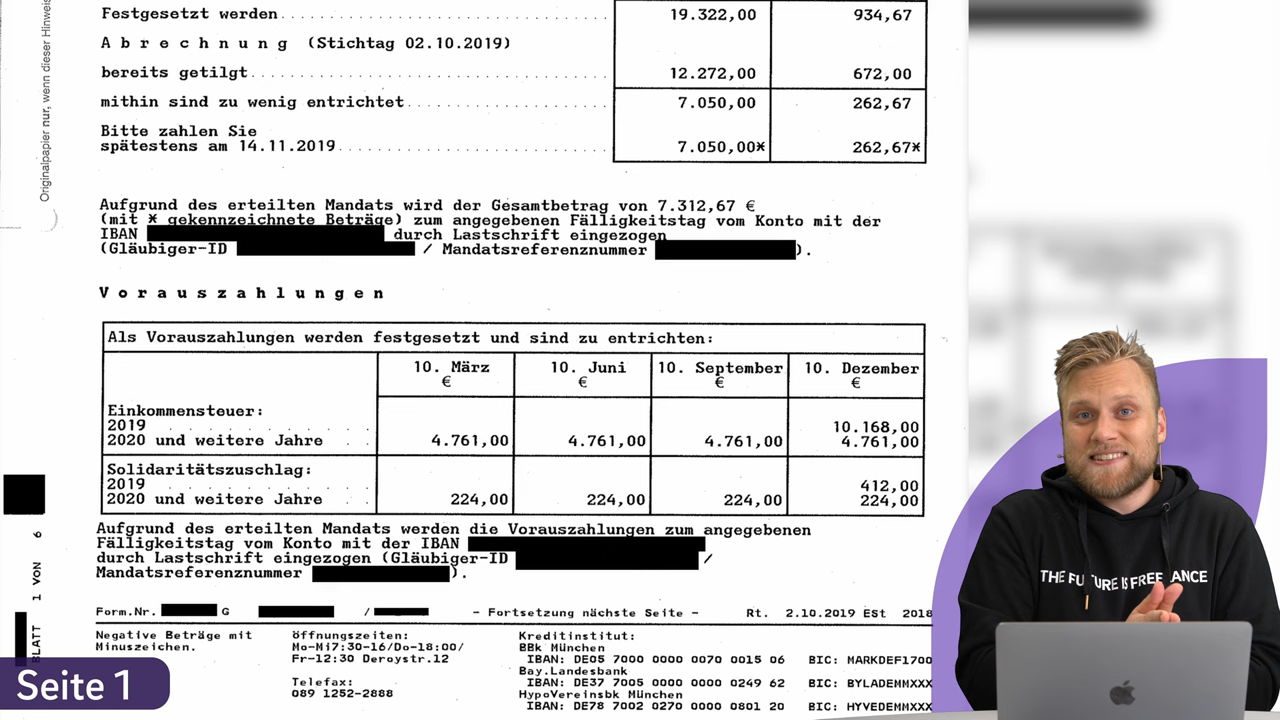 Originalpapier nur, wenn dieser Hinweis
Festgesetzt werden 19.322,00 934,67
A b r e c h n u n g (Stichtag 02.10.2019)
bereits getilgt 12.272,00 672,00
mithin sind zu wenig entrichtet 7.050,00 262,67
Bitte zahlen Sie
spätestens am 14.11.2019 7.050,00* 262,67*
Aufgrund des erteilten Mandats wird der Gesamtbetrag von 7.312,67 €
(mit * gekennzeichnete Beträge) zum angegebenen Fälligkeitstag vom Konto mit der
IBAN durch Lastschrift eingezogen
(Gläubiger-ID / Mandatsreferenznummer ).
V o r a u s z a h l u n g e n
Als Vorauszahlungen werden festgesetzt und sind zu entrichten:
10. März 10. Juni 10. September 10. Dezember
€ € € €
Einkommensteuer:
2019 10.168,00
2020 und weitere Jahre 4.761,00 4.761,00 4.761,00 4.761,00
Solidaritätszuschlag:
2019 412,00
2020 und weitere Jahre 224,00 224,00 224,00 224,00
Aufgrund des erteilten Mandats werden die Vorauszahlungen zum angegebenen
Fälligkeitstag vom Konto mit der IBAN
durch Lastschrift eingezogen (Gläubiger-ID /
Mandatsreferenznummer ).
Form.Nr. G / - Fortsetzung nächste Seite - Rt. 2.10.2019 ESt 2018
Negative Beträge mit
Minuszeichen.
Öffnungszeiten:
Mo-Mi7:30-16/Do-18:00/
Fr-12:30 Deroystr.12
Telefax:
089 1252-2888
Kreditinstitut:
BBk München
IBAN: DE05 7000 0000 0070 0015 06 BIC: MARKDEF1700
Bay.Landesbank
IBAN: DE37 7005 0000 0000 0249 62 BIC: BYLADEMMXXX
HypoVereinsbk München
IBAN: DE78 7002 0270 0000 0801 20 BIC: HYVEDEMMXXX
BLATT 1 VON 6
Seite 1
THE FUTURE IS FREELANCE